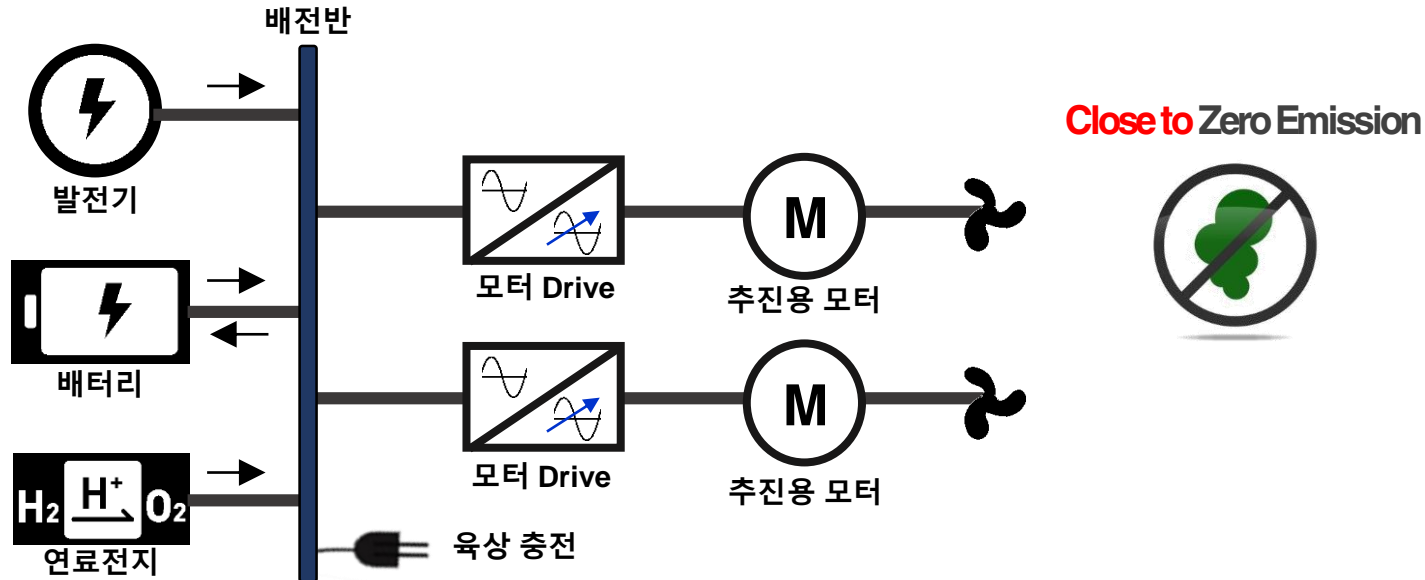 배전반
발전기
Close to Zero Emission
모터 Drive
M
추진용 모터
배터리
모터 Drive
M
추진용 모터
H₂ H⁺ O₂
연료전지
육상 충전